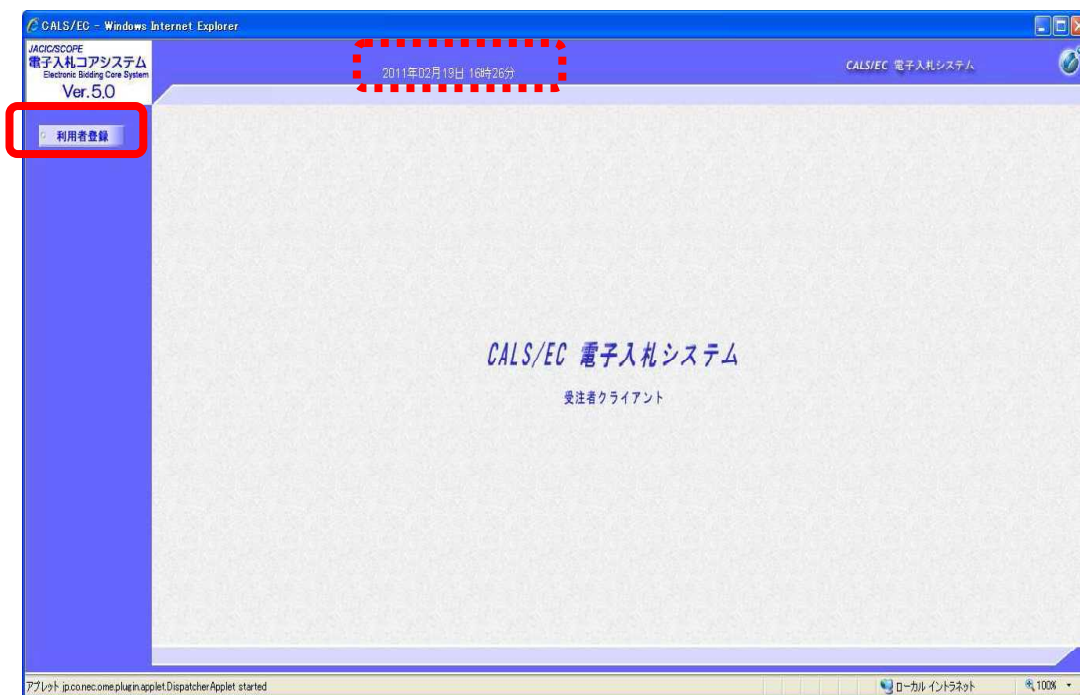 CALS/EC - Windows Internet Explorer
JACIC/SCOPE
電子入札コアシステム
Electronic Bidding Core System
Ver.5.0
2011年02月19日 16時26分
CALS/EC 電子入札システム
利用者登録
CALS/EC 電子入札システム
受注者クライアント
アプレット jp.co.nec.ome.plugin.applet.DispatcherApplet started
ローカル イントラネット
100%